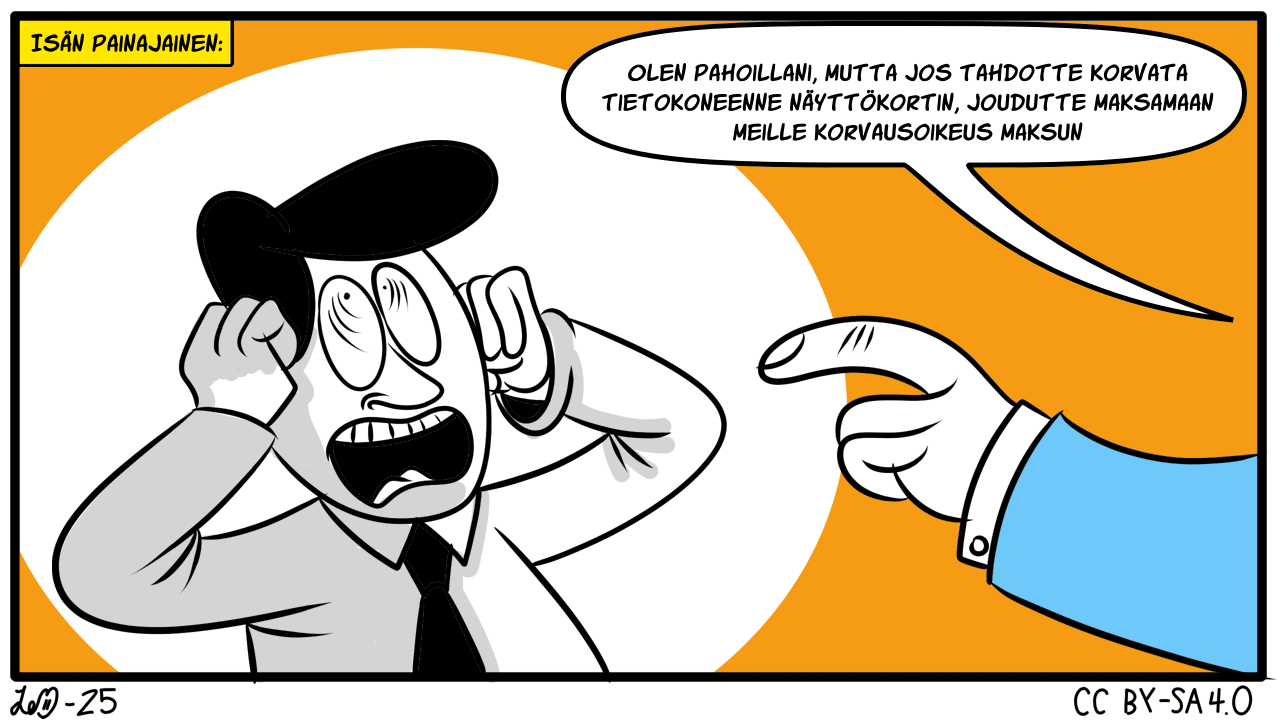 ISÄN PAINAJAINEN:
OLEN PAHOILLANI, MUTTA JOS TAHDOTTE KORVATA
TIETOKONEENNE NÄYTTÖKORTIN, JOUDUTTE MAKSAMAAN
MEILLE KORVAUSOIKEUS MAKSUN
-25
CC BY-SA 4.0